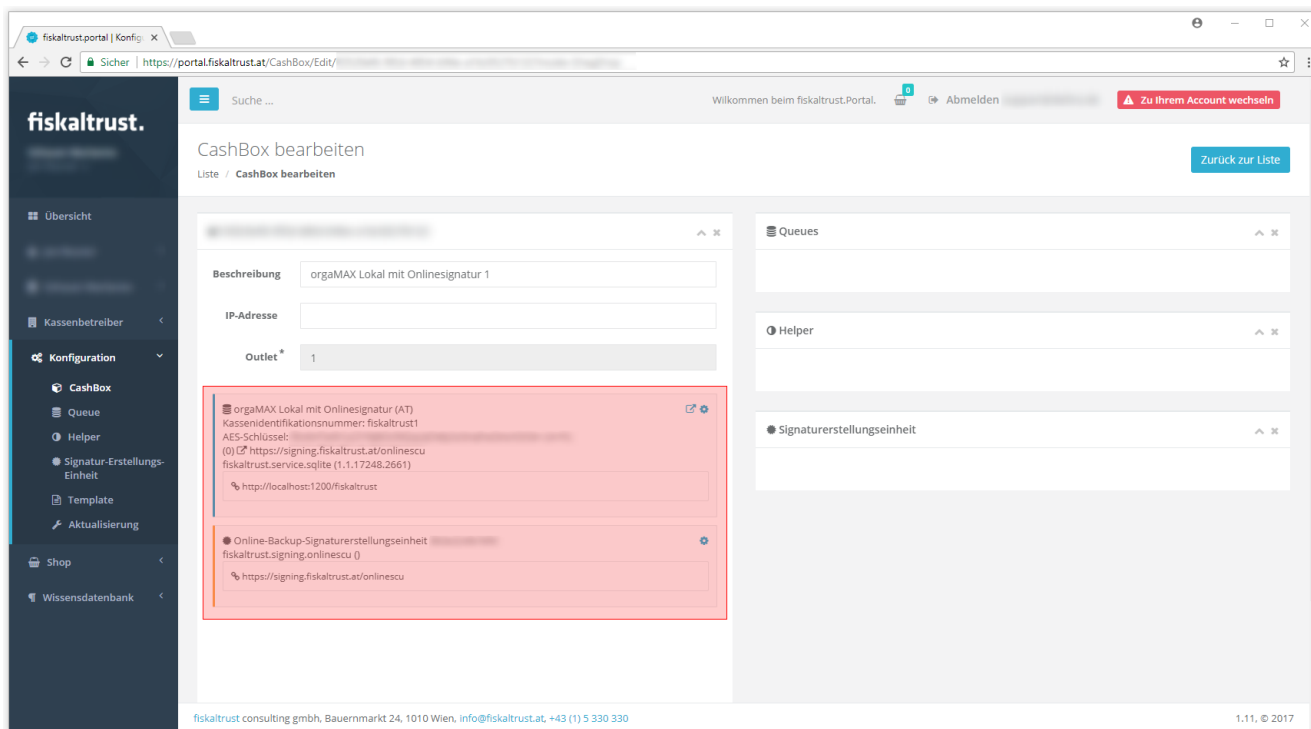 fiskaltrust.portal | Konfig
Sicher | https://portal.fiskaltrust.at/CashBox/Edit/
fiskaltrust.
Suche ...
Wilkommen beim fiskaltrust.Portal.
0
Abmelden
Zu Ihrem Account wechseln
CashBox bearbeiten
Liste / CashBox bearbeiten
Zurück zur Liste
Übersicht
Kassenbetreiber
Konfiguration
CashBox
Queue
Helper
Signatur-Erstellungs-
Einheit
Template
Aktualisierung
Shop
Wissensdatenbank
Beschreibung
orgaMAX Lokal mit Onlinesignatur 1
IP-Adresse
Outlet *
1
orgaMAX Lokal mit Onlinesignatur (AT)
Kassenidentifikationsnummer: fiskaltrust1
AES-Schlüssel:
(0) https://signing.fiskaltrust.at/onlinescu
fiskaltrust.service.sqlite (1.1.17248.2661)
http://localhost:1200/fiskaltrust
Online-Backup-Signaturerstellungseinheit
fiskaltrust.signing.onlinescu ()
https://signing.fiskaltrust.at/onlinescu
Queues
Helper
Signaturerstellungseinheit
fiskaltrust consulting gmbh, Bauernmarkt 24, 1010 Wien, info@fiskaltrust.at, +43 (1) 5 330 330
1.11, © 2017